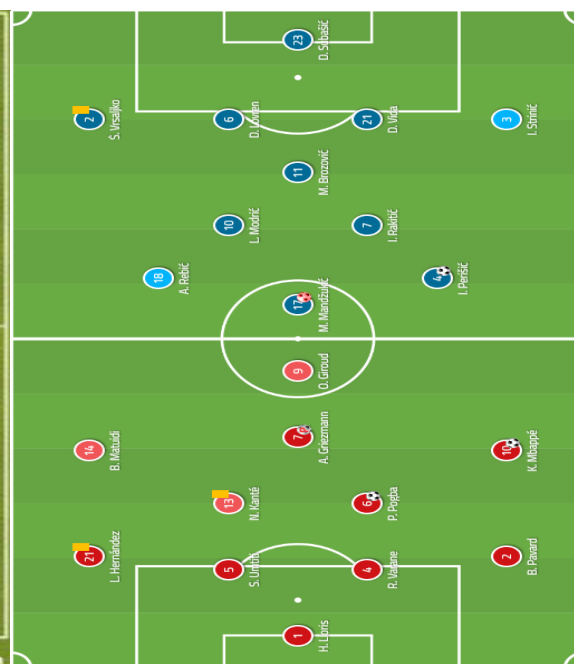 23
D. Subašić
2
Š. Vrsaljko
6
D. Lovren
21
D. Vida
3
I. Strinić
11
M. Brozović
10
L. Modrić
7
I. Rakitić
18
A. Rebić
17
M. Mandžukić
4
I. Perišić
9
O. Giroud
14
B. Matuidi
7
A. Griezmann
10
K. Mbappé
13
N. Kanté
6
P. Pogba
21
L. Hernández
5
S. Umtiti
4
R. Varane
2
B. Pavard
1
H. Lloris